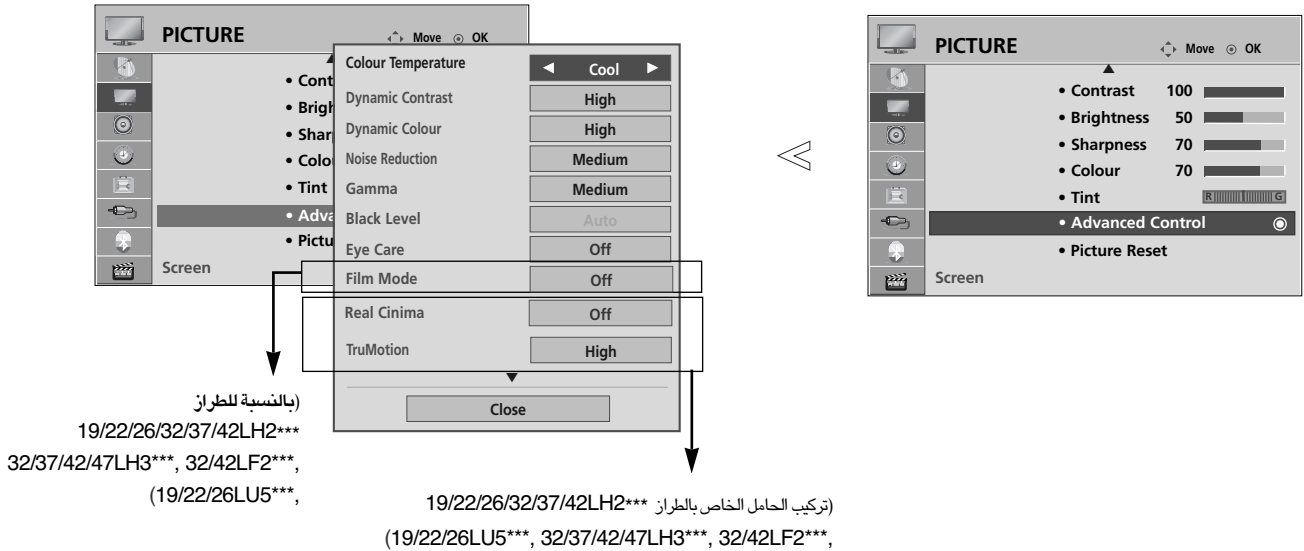 PICTURE
Move OK
• Cont
• Brigh
• Shar
• Colo
• Tint
• Adva
• Pictu
Screen
Colour Temperature ◄ Cool ►
Dynamic Contrast High
Dynamic Colour High
Noise Reduction Medium
Gamma Medium
Black Level Auto
Eye Care Off
Film Mode Off
Real Cinima Off
TruMotion High
▼
Close
(بالنسبة للطراز
19/22/26/32/37/42LH2***
32/37/42/47LH3***, 32/42LF2***,
(19/22/26LU5***,
(تركيب الحامل الخاص بالطراز 19/22/26/32/37/42LH2***
(19/22/26LU5***, 32/37/42/47LH3***, 32/42LF2***,
PICTURE
Move OK
▲
• Contrast 100
• Brightness 50
• Sharpness 70
• Colour 70
• Tint R G
• Advanced Control
• Picture Reset
Screen